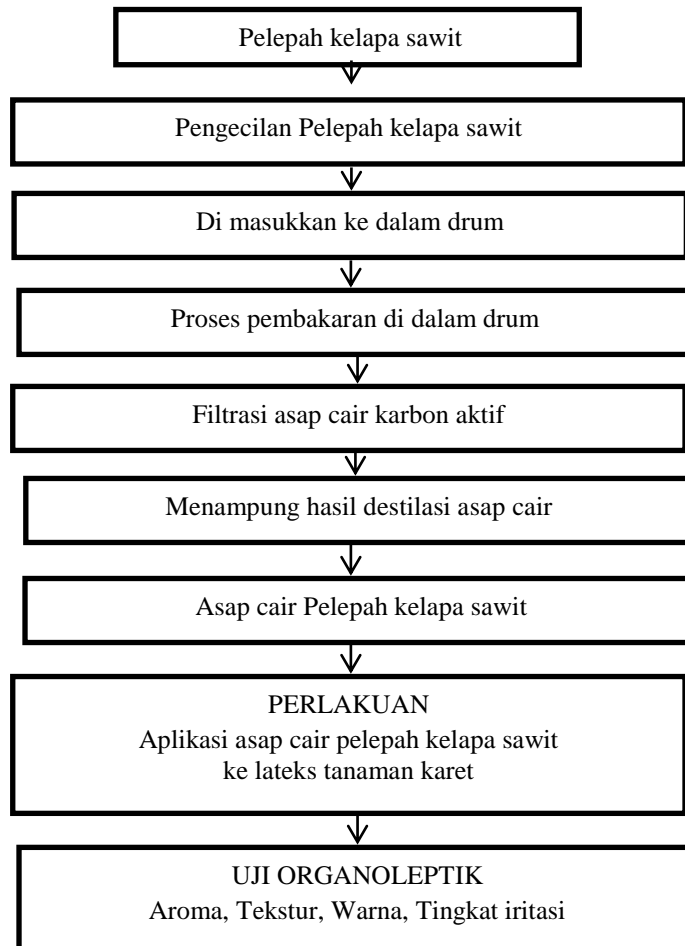 Pelepah kelapa sawit
Pengecilan Pelepah kelapa sawit
Di masukkan ke dalam drum
Proses pembakaran di dalam drum
Filtrasi asap cair karbon aktif
Menampung hasil destilasi asap cair
Asap cair Pelepah kelapa sawit
PERLAKUAN
Aplikasi asap cair pelepah kelapa sawit
ke lateks tanaman karet
UJI ORGANOLEPTIK
Aroma, Tekstur, Warna, Tingkat iritasi